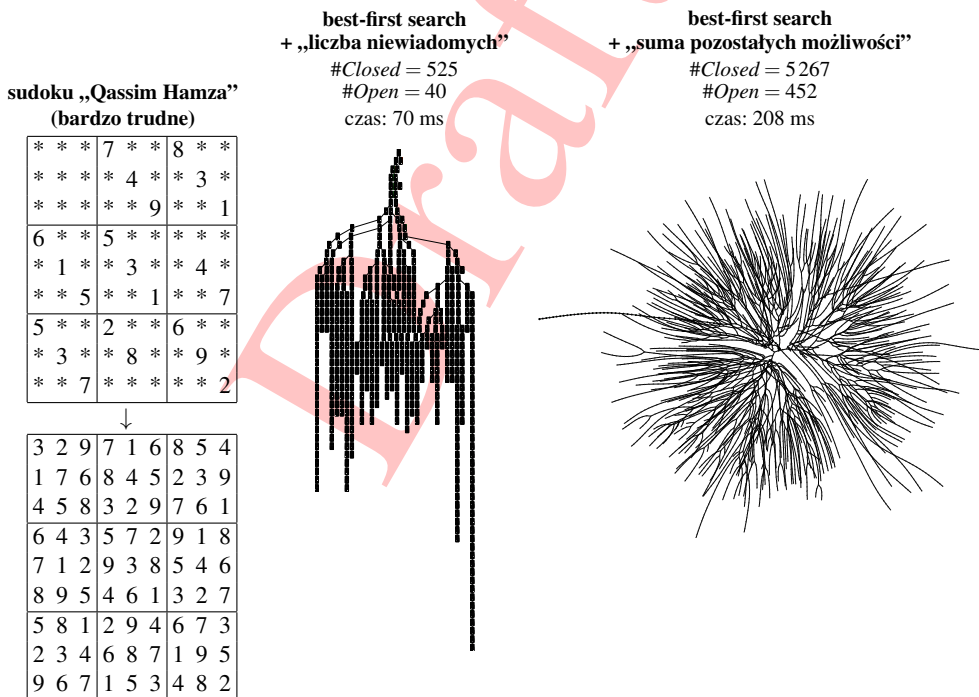 best-first search
+ „liczba niewiadomych”
#Closed = 525
#Open = 40
czas: 70 ms
best-first search
+ „suma pozostałych możliwości”
#Closed = 5 267
#Open = 452
czas: 208 ms
sudoku „Qassim Hamza”
(bardzo trudne)
* * * 7 * * 8 * *
* * * * 4 * * 3 *
* * * * * 9 * * 1
6 * * 5 * * * * *
* 1 * * 3 * * 4 *
* * 5 * * 1 * * 7
5 * * 2 * * 6 * *
* 3 * * 8 * * 9 *
* * 7 * * * * * 2
↓
3 2 9 7 1 6 8 5 4
1 7 6 8 4 5 2 3 9
4 5 8 3 2 9 7 6 1
6 4 3 5 7 2 9 1 8
7 1 2 9 3 8 5 4 6
8 9 5 4 6 1 3 2 7
5 8 1 2 9 4 6 7 3
2 3 4 6 8 7 1 9 5
9 6 7 1 5 3 4 8 2
Draft